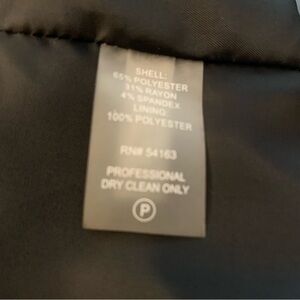 SHELL:
65% POLYESTER
31% RAYON
4% SPANDEX
LINING:
100% POLYESTER
RN# 54163
PROFESSIONAL
DRY CLEAN ONLY
P